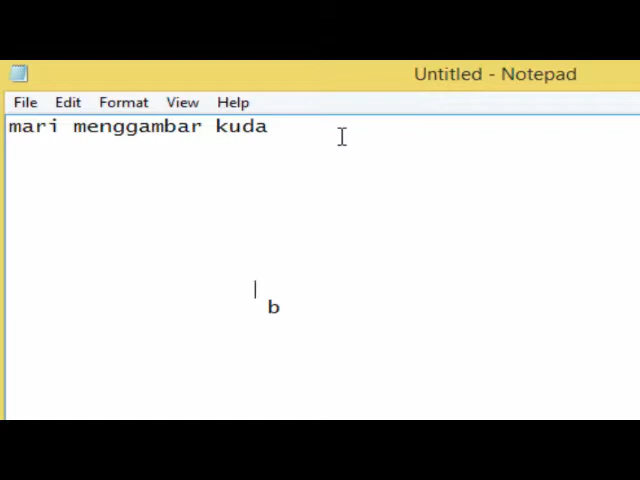 Untitled - Notepad
File Edit Format View Help
mari menggambar kuda
b